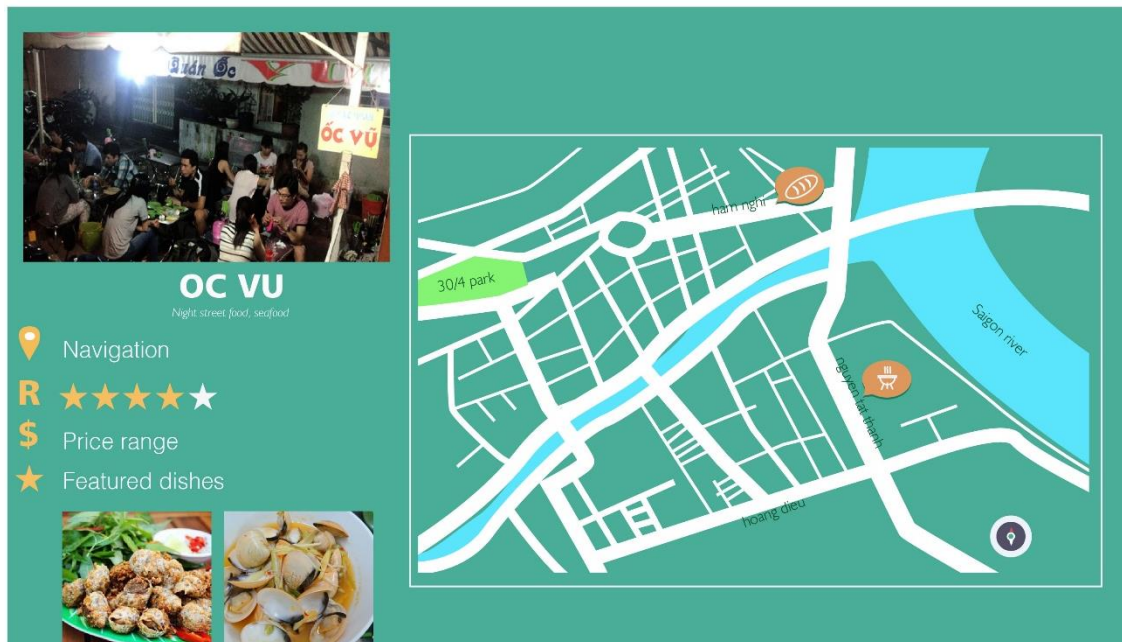 Quán Ốc
ỐC VŨ
OC VU
Night street food, seafood
Navigation
R
$ Price range
Featured dishes
ham nghi
30/4 park
Saigon river
nguyen tat thanh
hoang dieu